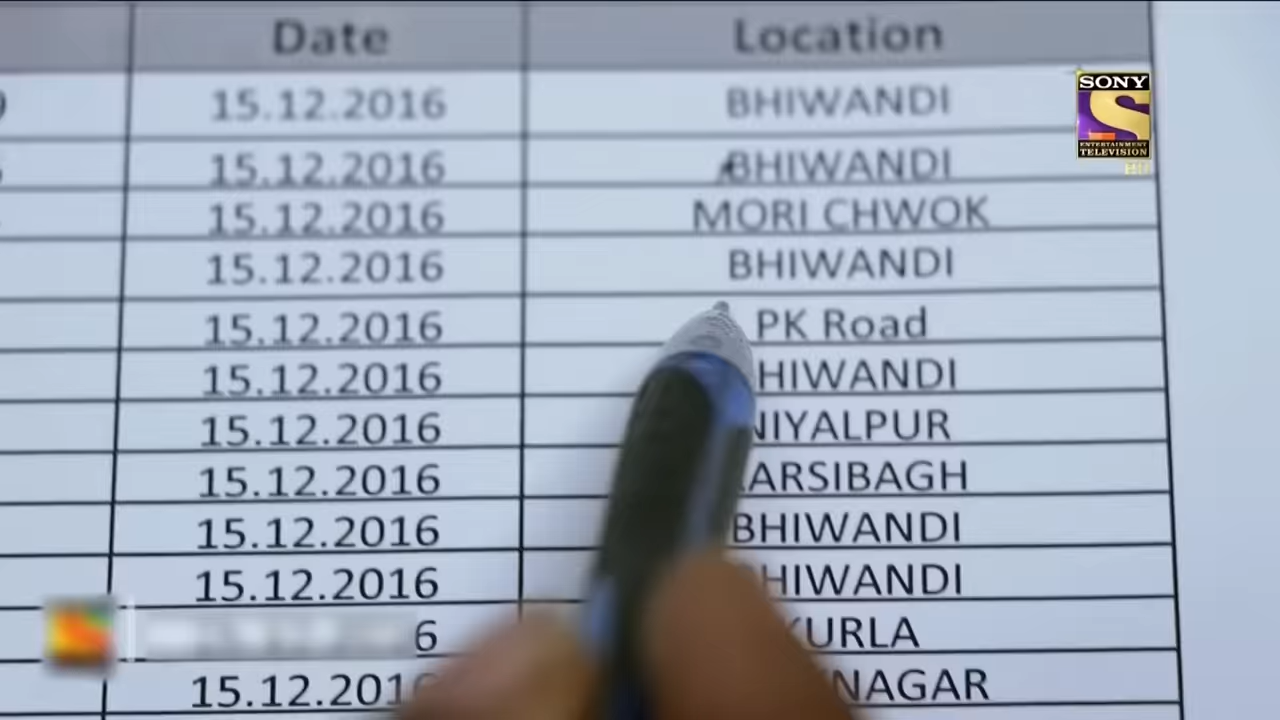 Date Location
15.12.2016 BHIWANDI
15.12.2016 BHIWANDI
15.12.2016 MORI CHWOK
15.12.2016 BHIWANDI
15.12.2016 PK Road
15.12.2016 HIWANDI
15.12.2016 NIYALPUR
15.12.2016 ARSIBAGH
15.12.2016 BHIWANDI
15.12.2016 HIWANDI
6 KURLA
15.12.201 NAGAR
SONY
ENTERTAINMENT
TELEVISION
HD